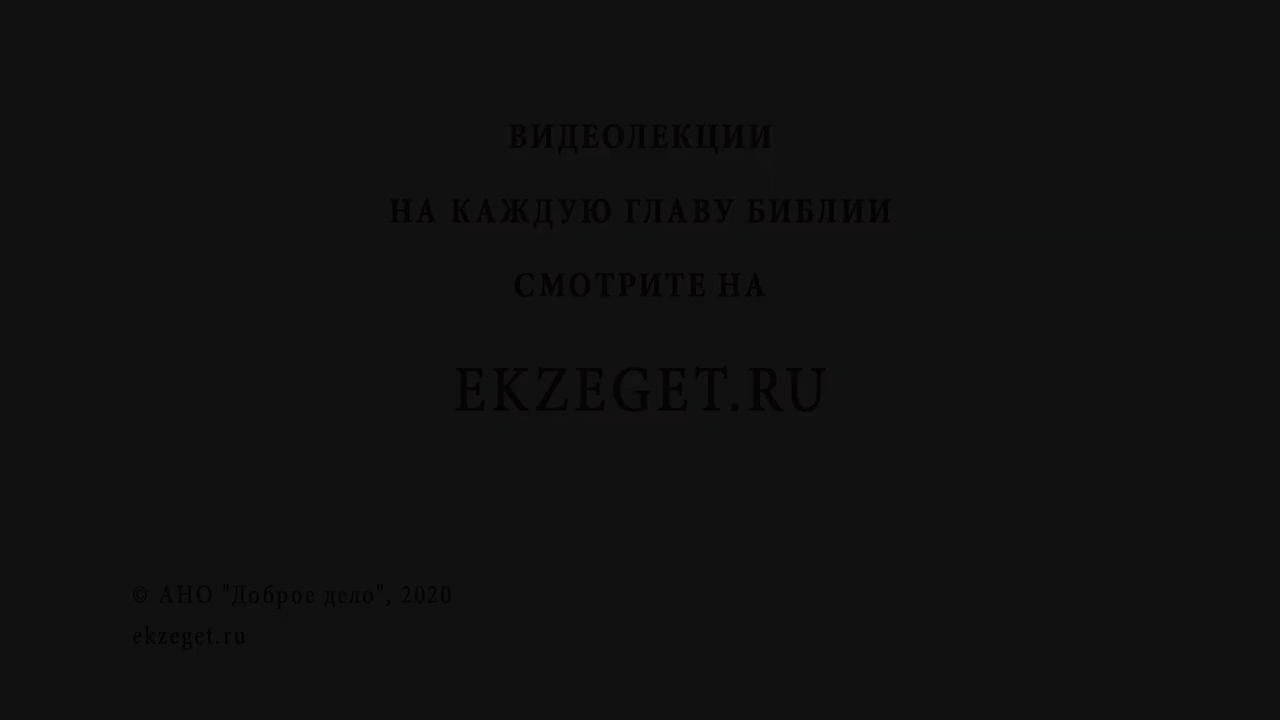 ВИДЕОЛЕКЦИИ
НА КАЖДУЮ ГЛАВУ БИБЛИИ
СМОТРИТЕ НА
EKZEGET.RU
© АНО "Доброе дело", 2020
ekzeget.ru